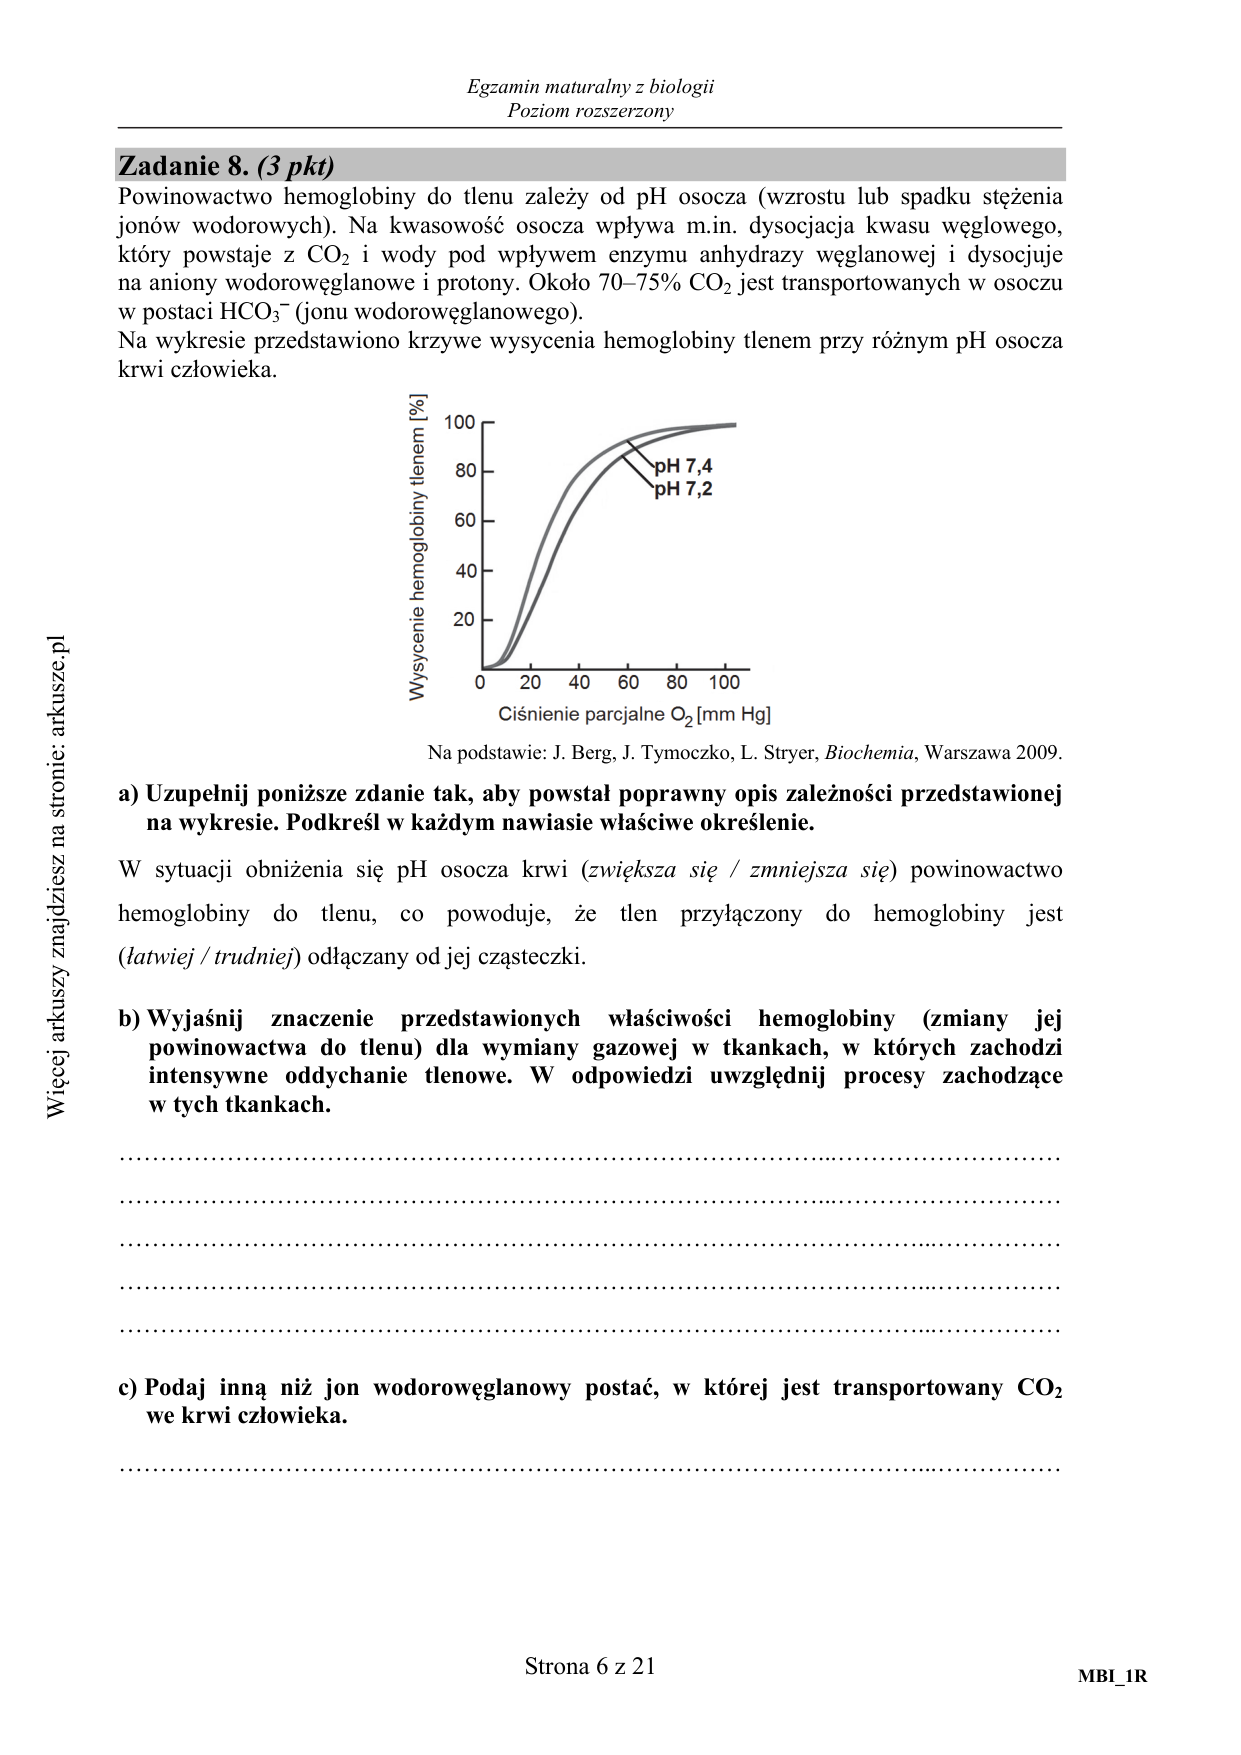 Egzamin maturalny z biologii
Poziom rozszerzony
Zadanie 8. (3 pkt)
Powinowactwo hemoglobiny do tlenu zależy od pH osocza (wzrostu lub spadku stężenia
jonów wodorowych). Na kwasowość osocza wpływa m.in. dysocjacja kwasu węglowego,
który powstaje z CO₂ i wody pod wpływem enzymu anhydrazy węglanowej i dysocjuje
na aniony wodorowęglanowe i protony. Około 70–75% CO₂ jest transportowanych w osoczu
w postaci HCO₃⁻ (jonu wodorowęglanowego).
Na wykresie przedstawiono krzywe wysycenia hemoglobiny tlenem przy różnym pH osocza
krwi człowieka.
Wysycenie hemoglobiny tlenem [%]
100
80
60
40
20
pH 7,4
pH 7,2
0 20 40 60 80 100
Ciśnienie parcjalne O₂ [mm Hg]
Na podstawie: J. Berg, J. Tymoczko, L. Stryer, Biochemia, Warszawa 2009.
a) Uzupełnij poniższe zdanie tak, aby powstał poprawny opis zależności przedstawionej
na wykresie. Podkreśl w każdym nawiasie właściwe określenie.
W sytuacji obniżenia się pH osocza krwi (zwiększa się / zmniejsza się) powinowactwo
hemoglobiny do tlenu, co powoduje, że tlen przyłączony do hemoglobiny jest
(łatwiej / trudniej) odłączany od jej cząsteczki.
b) Wyjaśnij znaczenie przedstawionych właściwości hemoglobiny (zmiany jej
powinowactwa do tlenu) dla wymiany gazowej w tkankach, w których zachodzi
intensywne oddychanie tlenowe. W odpowiedzi uwzględnij procesy zachodzące
w tych tkankach.
c) Podaj inną niż jon wodorowęglanowy postać, w której jest transportowany CO₂
we krwi człowieka.
Strona 6 z 21
MBI_1R
Więcej arkuszy znajdziesz na stronie: arkusze.pl